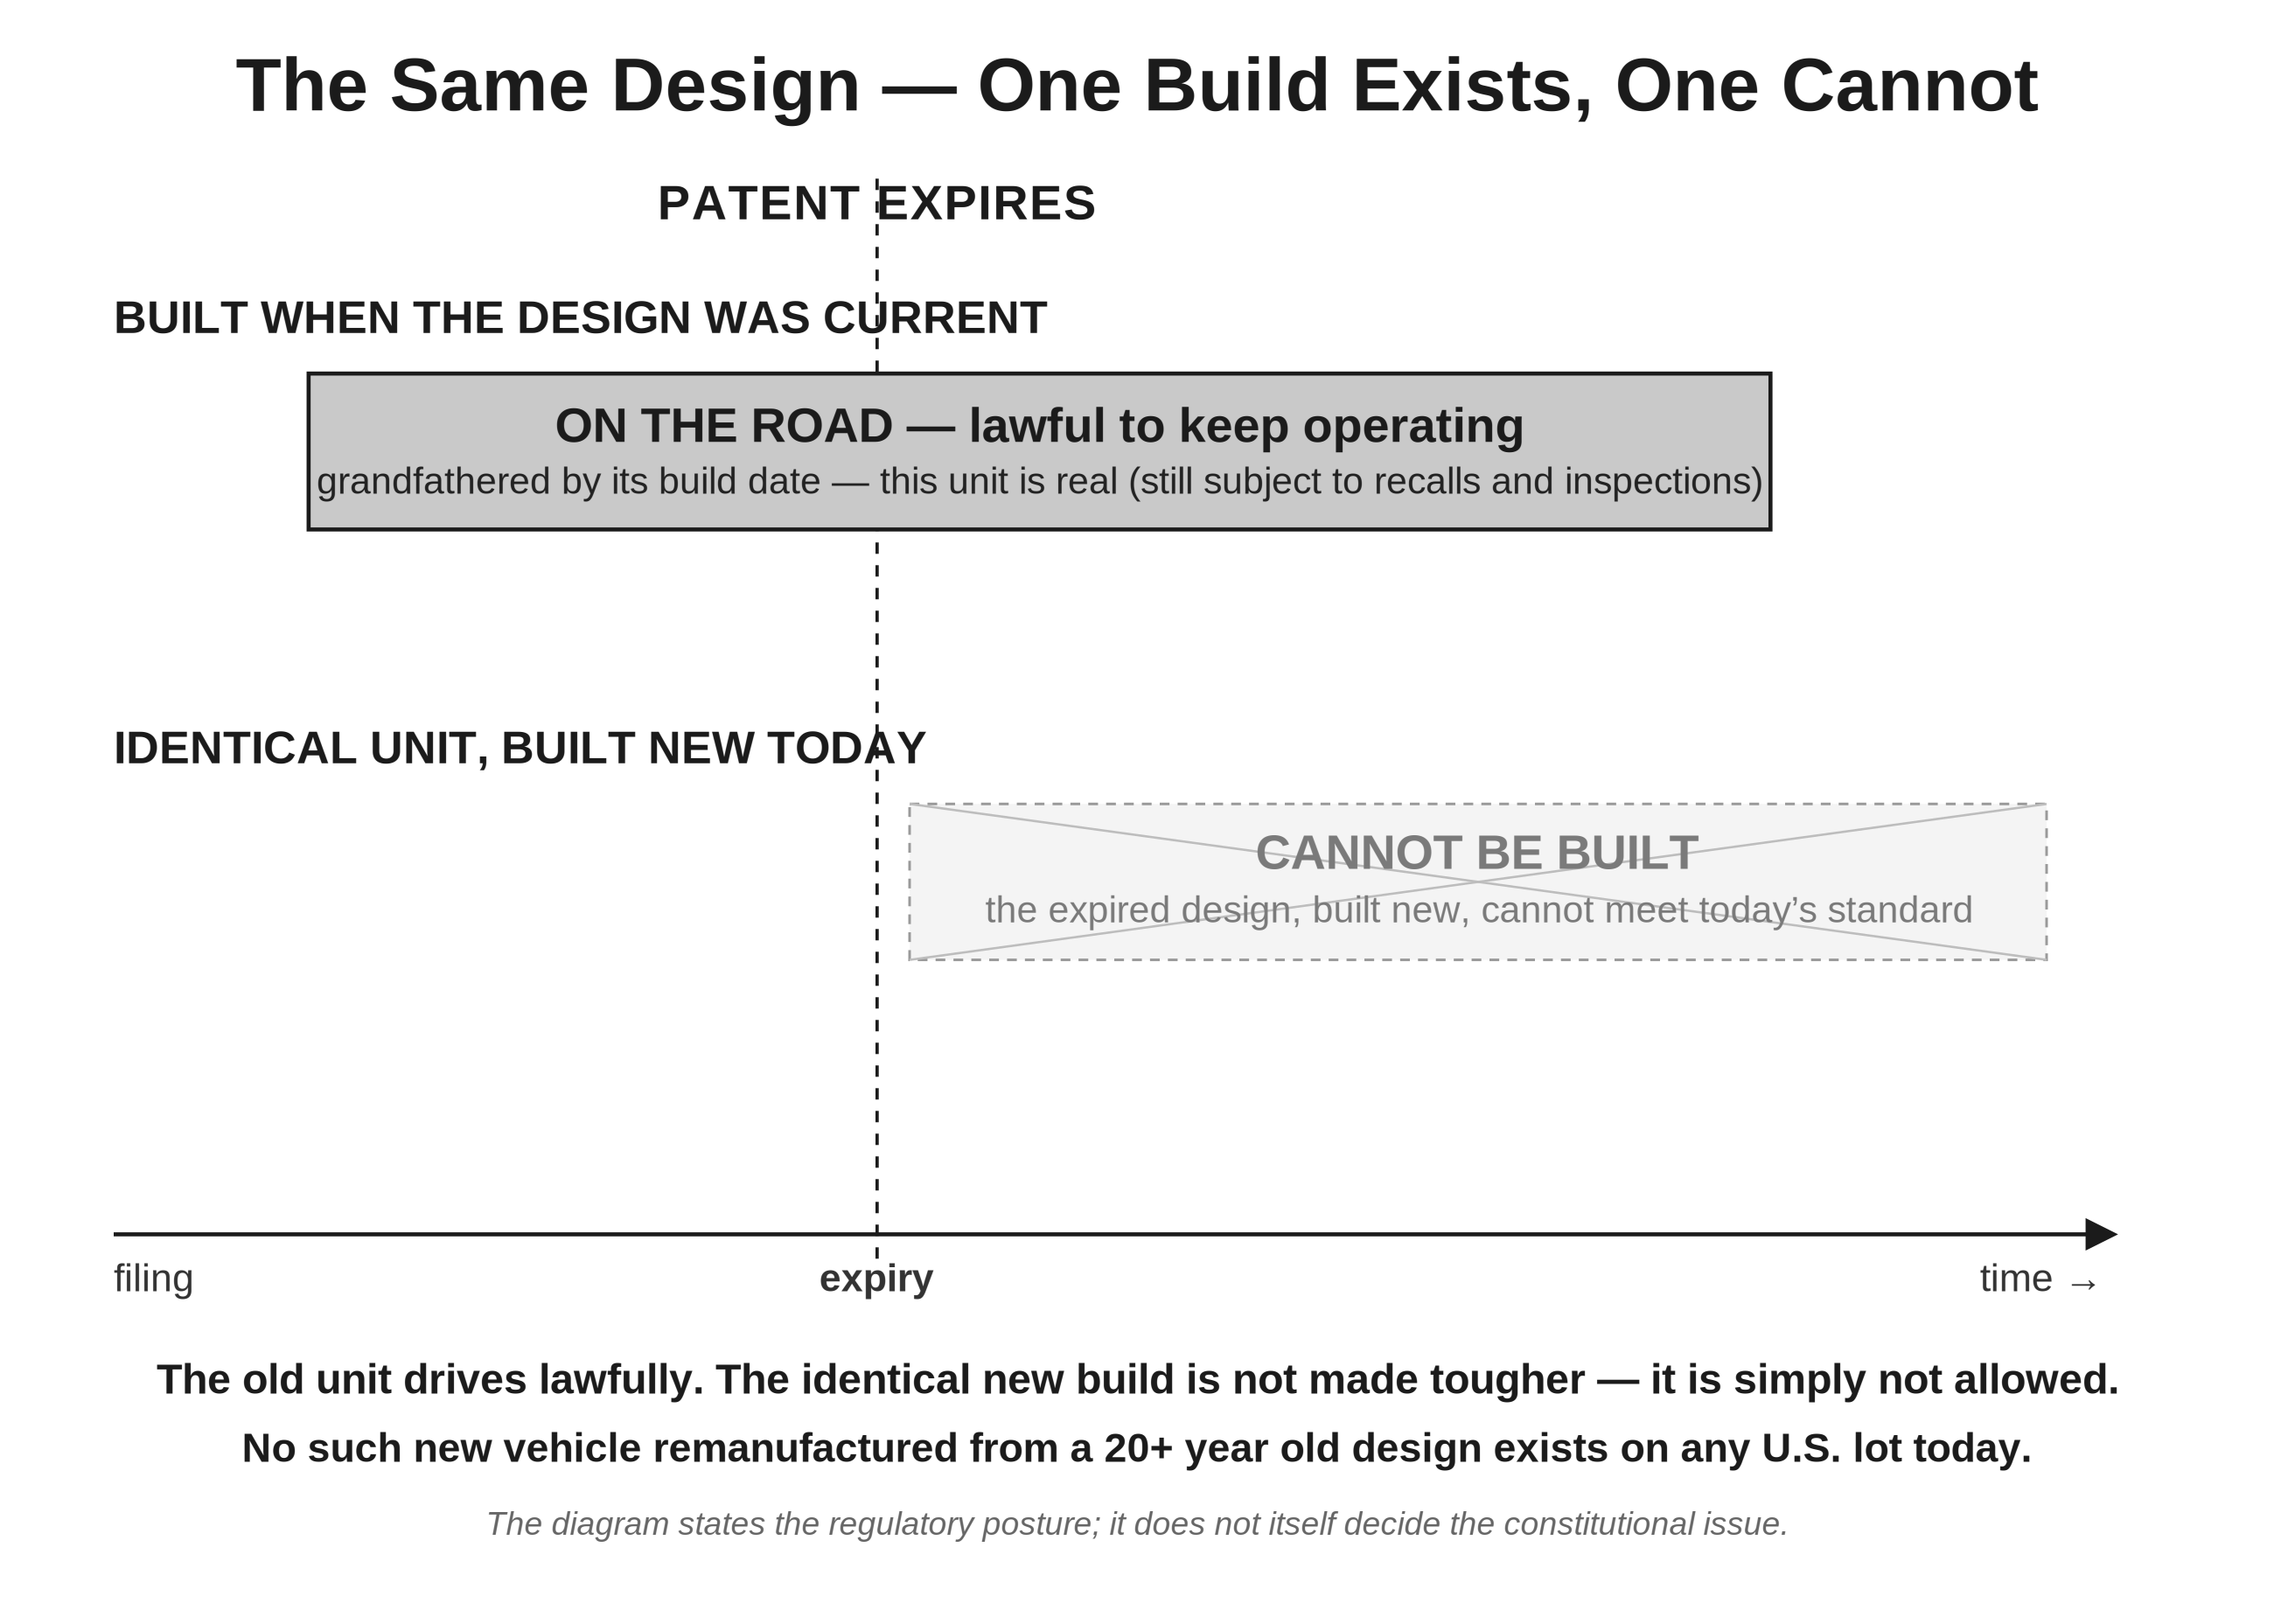 The Same Design — One Build Exists, One Cannot
PATENT EXPIRES
BUILT WHEN THE DESIGN WAS CURRENT
ON THE ROAD — lawful to keep operating
grandfathered by its build date — this unit is real (still subject to recalls and inspections)
IDENTICAL UNIT, BUILT NEW TODAY
CANNOT BE BUILT
the expired design, built new, cannot meet today’s standard
filing
expiry
time →
The old unit drives lawfully. The identical new build is not made tougher — it is simply not allowed.
No such new vehicle remanufactured from a 20+ year old design exists on any U.S. lot today.
The diagram states the regulatory posture; it does not itself decide the constitutional issue.